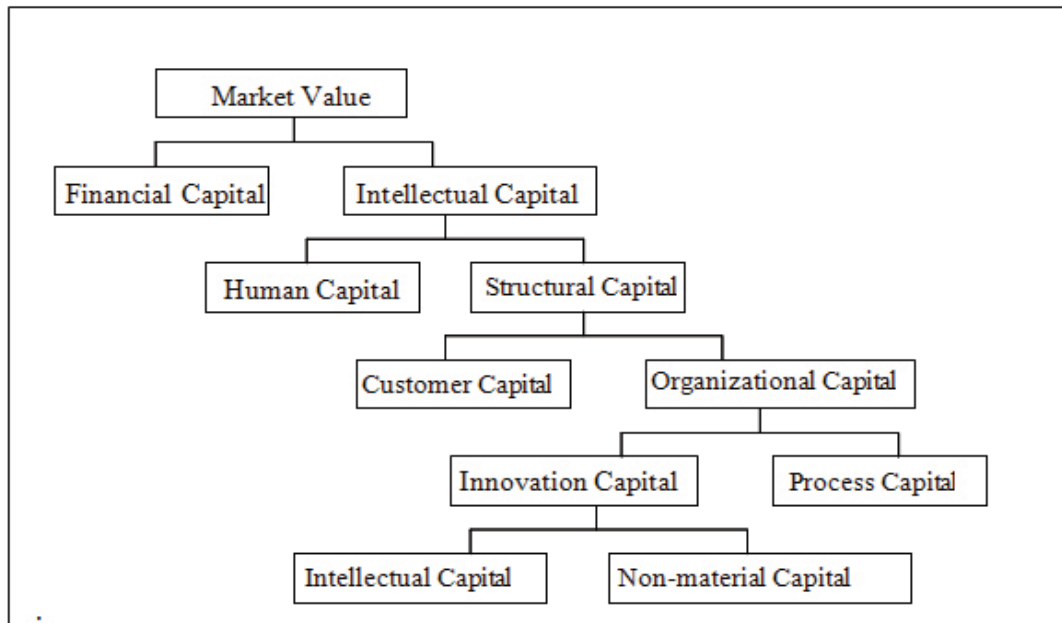 Market Value
Financial Capital
Intellectual Capital
Human Capital
Structural Capital
Customer Capital
Organizational Capital
Innovation Capital
Process Capital
Intellectual Capital
Non-material Capital